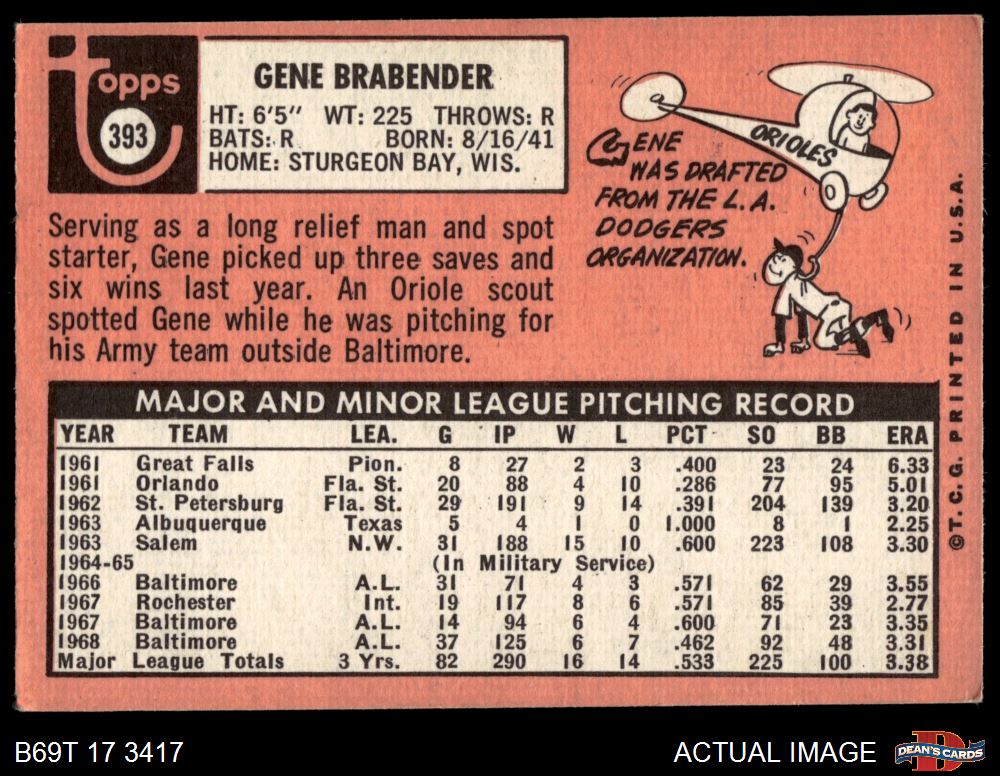 topps
393
GENE BRABENDER
HT: 6'5" WT: 225 THROWS: R
BATS: R BORN: 8/16/41
HOME: STURGEON BAY, WIS.
ORIOLES
GENE
WAS DRAFTED
FROM THE L.A.
DODGERS
ORGANIZATION.
Serving as a long relief man and spot
starter, Gene picked up three saves and
six wins last year. An Oriole scout
spotted Gene while he was pitching for
his Army team outside Baltimore.
©T.C.G. PRINTED IN U.S.A.
MAJOR AND MINOR LEAGUE PITCHING RECORD
YEAR TEAM LEA. G IP W L PCT SO BB ERA
1961 Great Falls Pion. 8 27 2 3 .400 23 24 6.33
1961 Orlando Fla. St. 20 88 4 10 .286 77 95 5.01
1962 St. Petersburg Fla. St. 29 191 9 14 .391 204 139 3.20
1963 Albuquerque Texas 5 4 1 0 1.000 8 1 2.25
1963 Salem N.W. 31 188 15 10 .600 223 108 3.30
1964-65 (In Military Service)
1966 Baltimore A.L. 31 71 4 3 .571 62 29 3.55
1967 Rochester Int. 19 117 8 6 .571 85 39 2.77
1967 Baltimore A.L. 14 94 6 4 .600 71 23 3.35
1968 Baltimore A.L. 37 125 6 7 .462 92 48 3.31
Major League Totals 3 Yrs. 82 290 16 14 .533 225 100 3.38
B69T 17 3417
ACTUAL IMAGE
DEAN'S CARDS